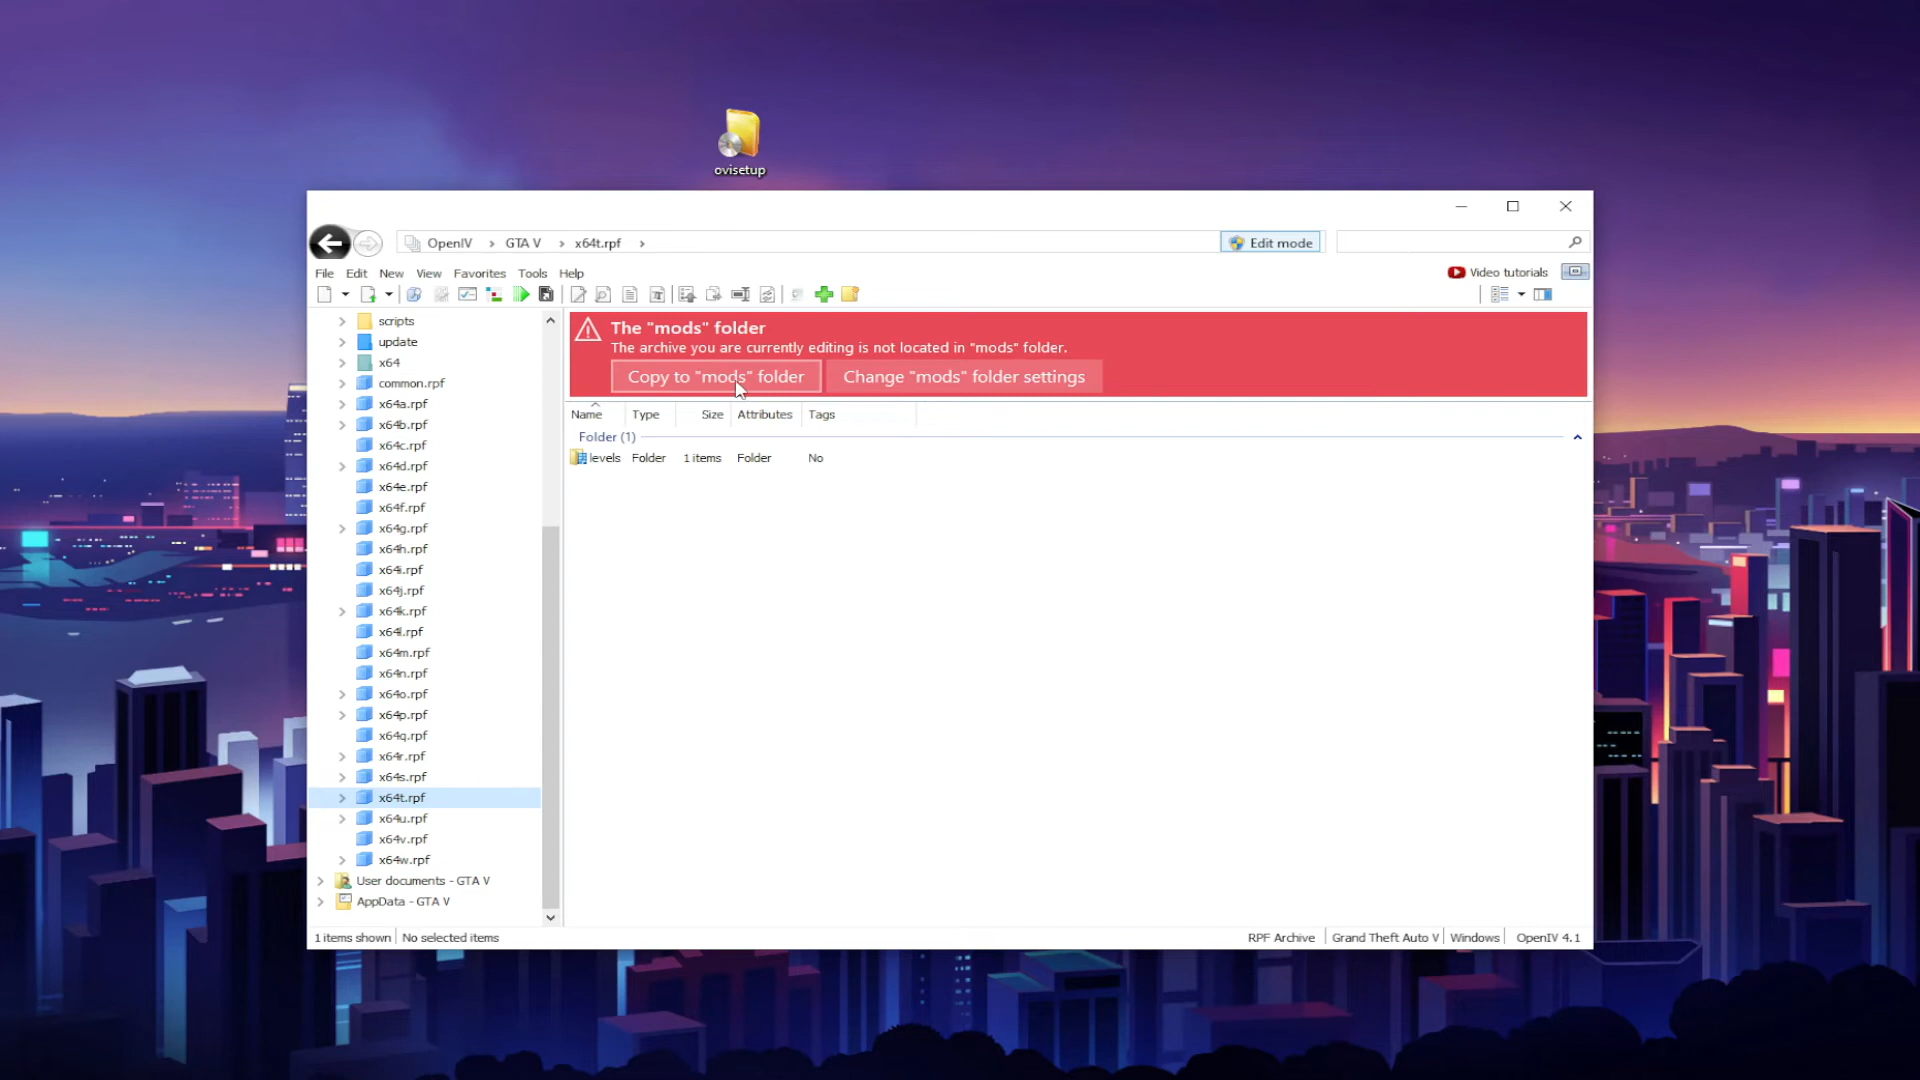 ovisetup
OpenIV › GTA V › x64t.rpf ›
Edit mode
File Edit New View Favorites Tools Help
Video tutorials
scripts
update
x64
common.rpf
x64a.rpf
x64b.rpf
x64c.rpf
x64d.rpf
x64e.rpf
x64f.rpf
x64g.rpf
x64h.rpf
x64i.rpf
x64j.rpf
x64k.rpf
x64l.rpf
x64m.rpf
x64n.rpf
x64o.rpf
x64p.rpf
x64q.rpf
x64r.rpf
x64s.rpf
x64t.rpf
x64u.rpf
x64v.rpf
x64w.rpf
User documents - GTA V
AppData - GTA V
The "mods" folder
The archive you are currently editing is not located in "mods" folder.
Copy to "mods" folder Change "mods" folder settings
Name Type Size Attributes Tags
Folder (1)
levels Folder 1 items Folder No
1 items shown No selected items RPF Archive Grand Theft Auto V Windows OpenIV 4.1